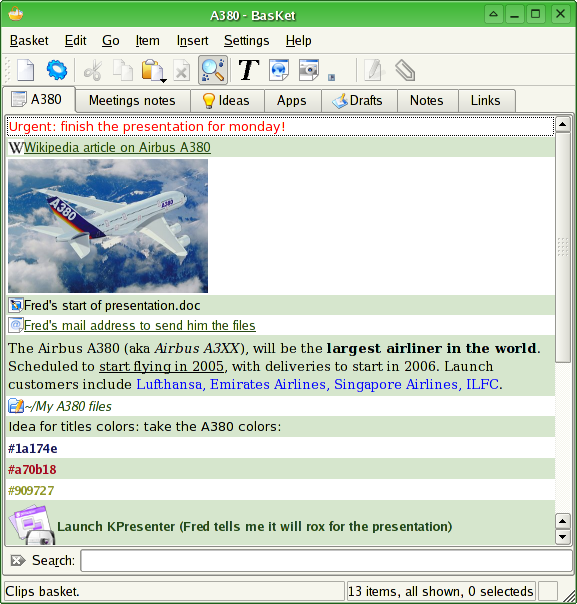 A380 - BasKet
Basket Edit Go Item Insert Settings Help
A380 Meetings notes Ideas Apps Drafts Notes Links
Urgent: finish the presentation for monday!
Wikipedia article on Airbus A380
A380
A380
Fred's start of presentation.doc
Fred's mail address to send him the files
The Airbus A380 (aka Airbus A3XX), will be the largest airliner in the world.
Scheduled to start flying in 2005, with deliveries to start in 2006. Launch
customers include Lufthansa, Emirates Airlines, Singapore Airlines, ILFC.
~/My A380 files
Idea for titles colors: take the A380 colors:
#1a174e
#a70b18
#909727
Launch KPresenter (Fred tells me it will rox for the presentation)
Search:
Clips basket. 13 items, all shown, 0 selecteds